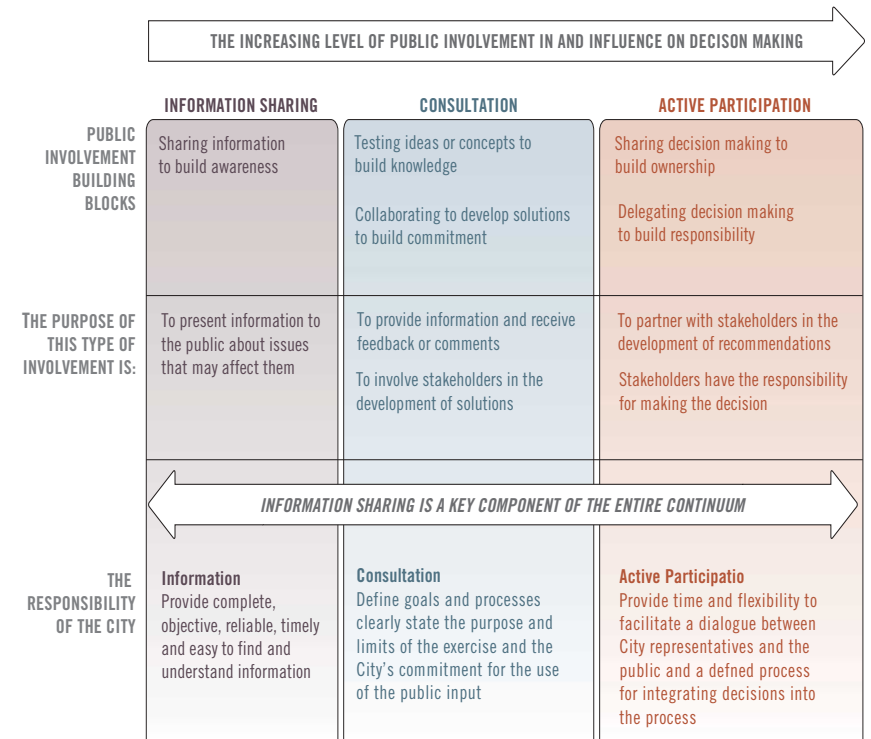 THE INCREASING LEVEL OF PUBLIC INVOLVEMENT IN AND INFLUENCE ON DECISON MAKING
INFORMATION SHARING
CONSULTATION
ACTIVE PARTICIPATION
PUBLIC
INVOLVEMENT
BUILDING
BLOCKS
Sharing information
to build awareness
Testing ideas or concepts to
build knowledge
Collaborating to develop solutions
to build commitment
Sharing decision making to
build ownership
Delegating decision making
to build responsibility
THE PURPOSE OF
THIS TYPE OF
INVOLVEMENT IS:
To present information to
the public about issues
that may affect them
To provide information and receive
feedback or comments
To involve stakeholders in the
development of solutions
To partner with stakeholders in the
development of recommendations
Stakeholders have the responsibility
for making the decision
INFORMATION SHARING IS A KEY COMPONENT OF THE ENTIRE CONTINUUM
THE
RESPONSIBILITY
OF THE CITY
Information
Provide complete,
objective, reliable, timely
and easy to find and
understand information
Consultation
Define goals and processes
clearly state the purpose and
limits of the exercise and the
City's commitment for the use
of the public input
Active Participatio
Provide time and flexibility to
facilitate a dialogue between
City representatives and the
public and a defned process
for integrating decisions into
the process